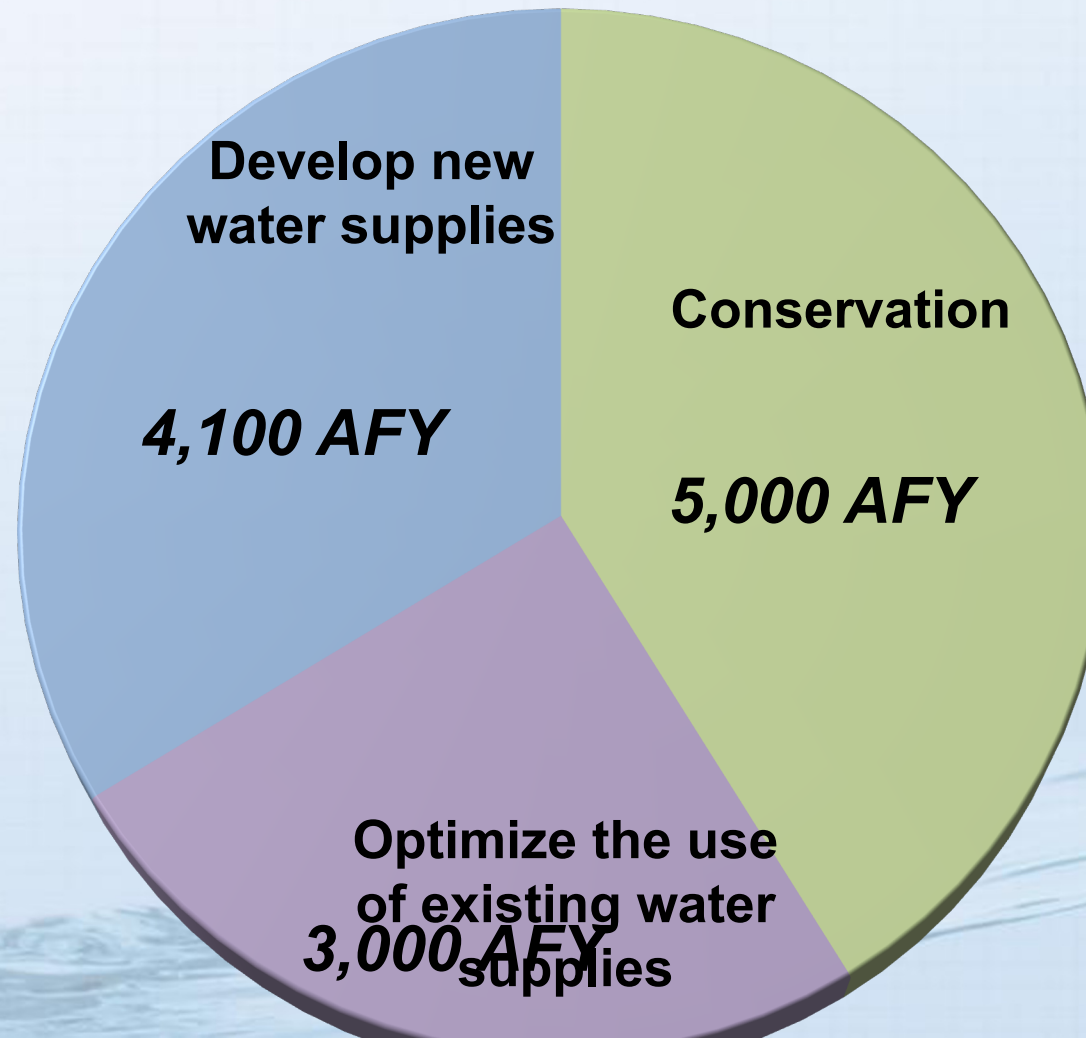 Develop new
water supplies
4,100 AFY
Conservation
5,000 AFY
Optimize the use
of existing water
supplies
3,000 AFY